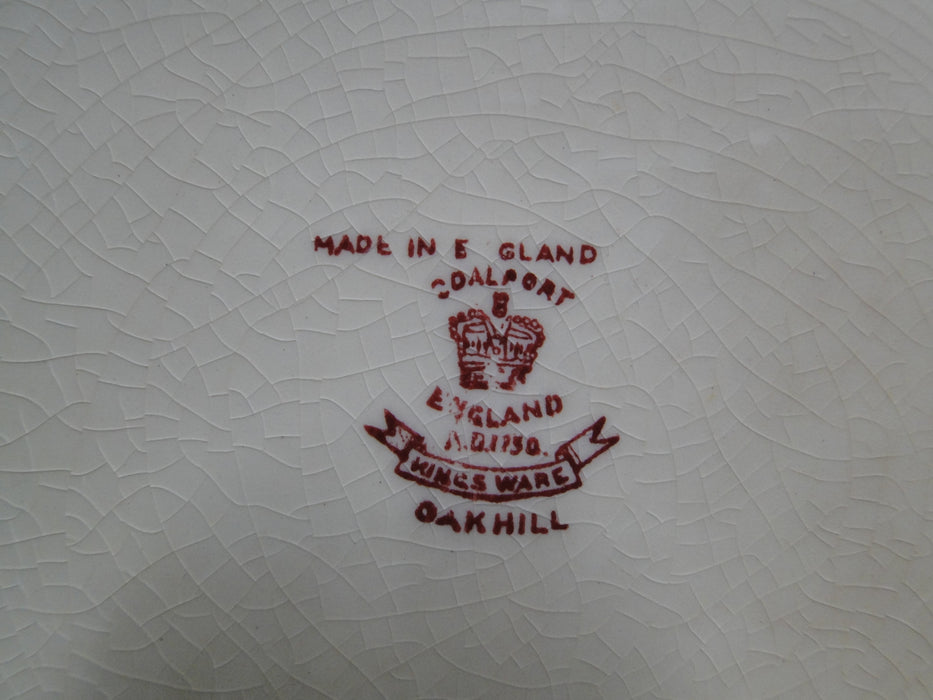 MADE IN E GLAND
COALPORT
ENGLAND
A.D.1750.
KINGS WARE
OAKHILL